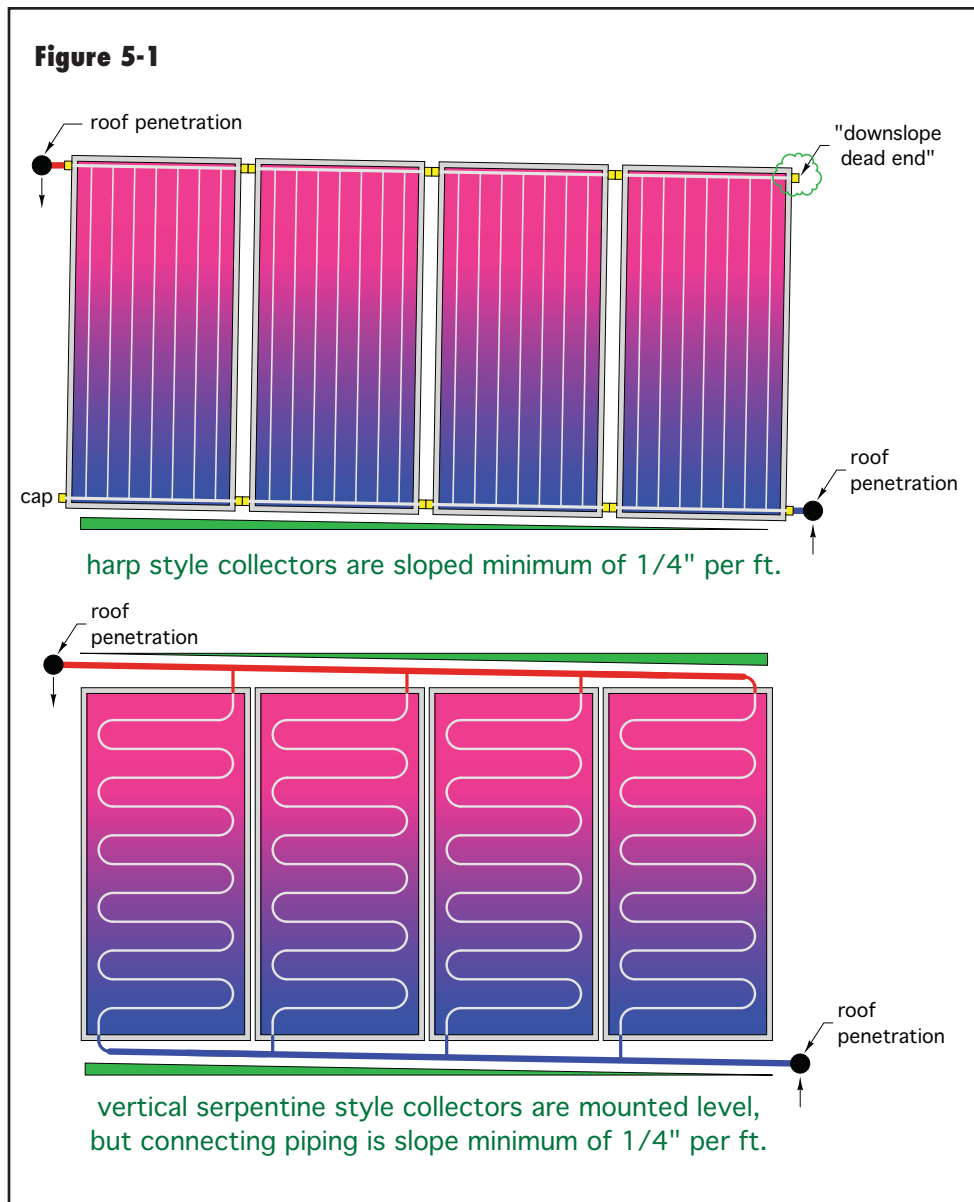 Figure 5-1
roof penetration
"downslope
dead end"
cap
roof
penetration
harp style collectors are sloped minimum of 1/4" per ft.
roof
penetration
roof
penetration
vertical serpentine style collectors are mounted level,
but connecting piping is slope minimum of 1/4" per ft.